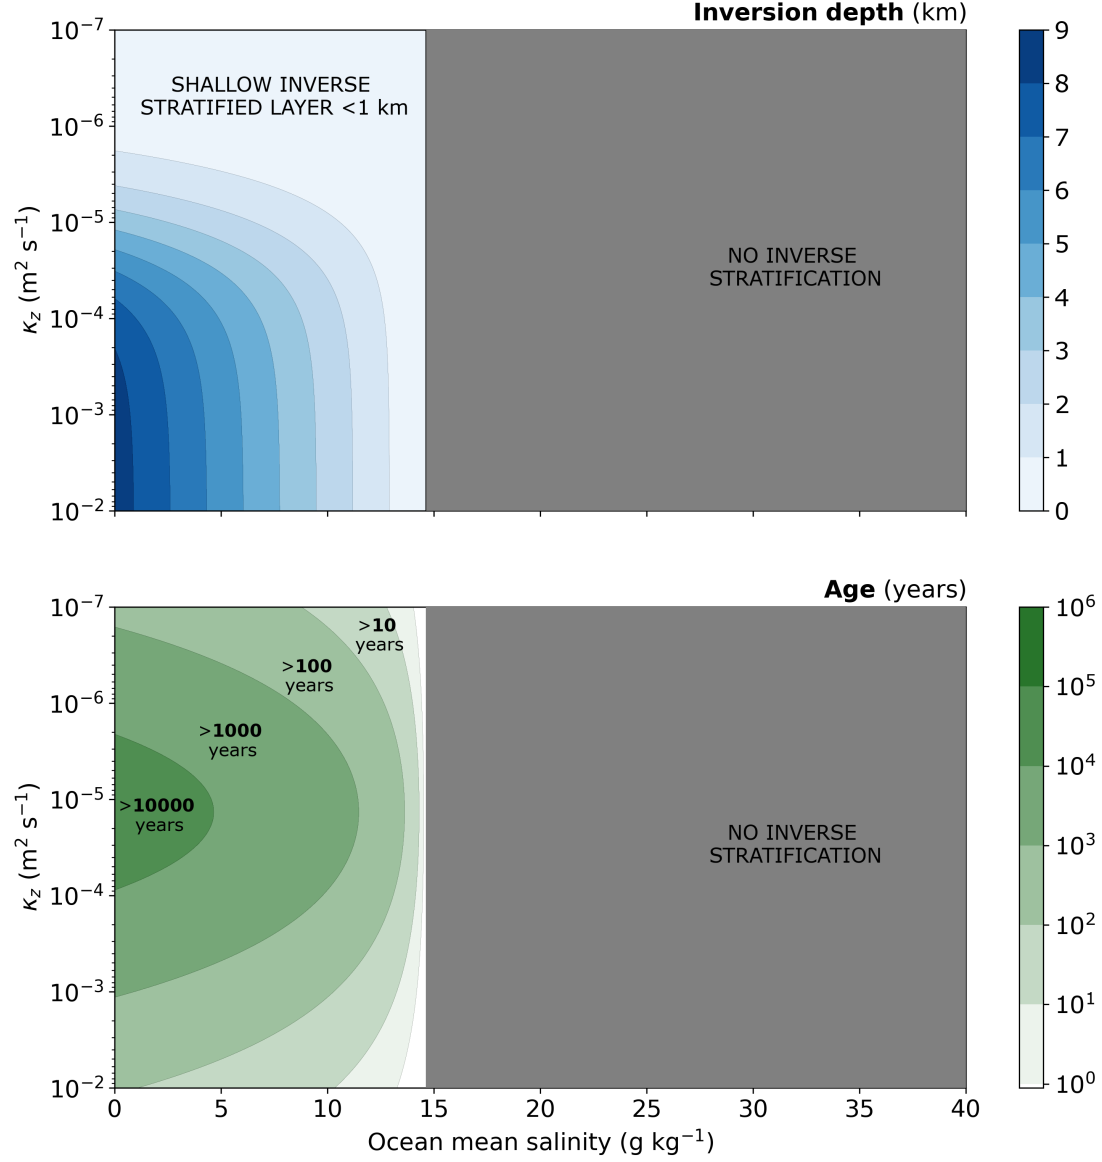 Inversion depth (km)
10⁻⁷
10⁻⁶
10⁻⁵
10⁻⁴
10⁻³
10⁻²
κz (m² s⁻¹)
SHALLOW INVERSE
STRATIFIED LAYER <1 km
NO INVERSE
STRATIFICATION
9
8
7
6
5
4
3
2
1
0
Age (years)
10⁻⁷
10⁻⁶
10⁻⁵
10⁻⁴
10⁻³
10⁻²
κz (m² s⁻¹)
>10
years
>100
years
>1000
years
>10000
years
NO INVERSE
STRATIFICATION
10⁶
10⁵
10⁴
10³
10²
10¹
10⁰
0 5 10 15 20 25 30 35 40
Ocean mean salinity (g kg⁻¹)